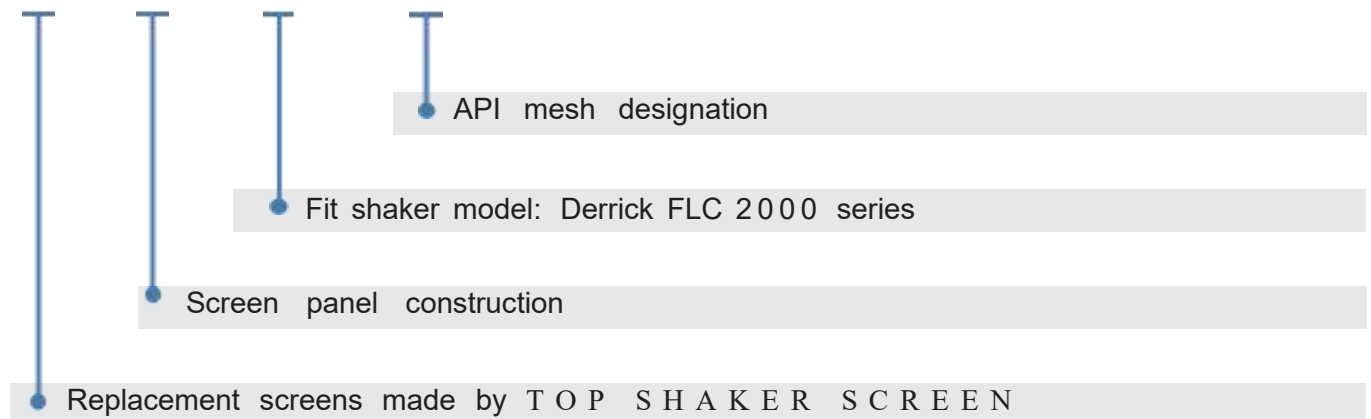 API mesh designation
Fit shaker model: Derrick FLC 2000 series
Screen panel construction
Replacement screens made by TOP SHAKER SCREEN